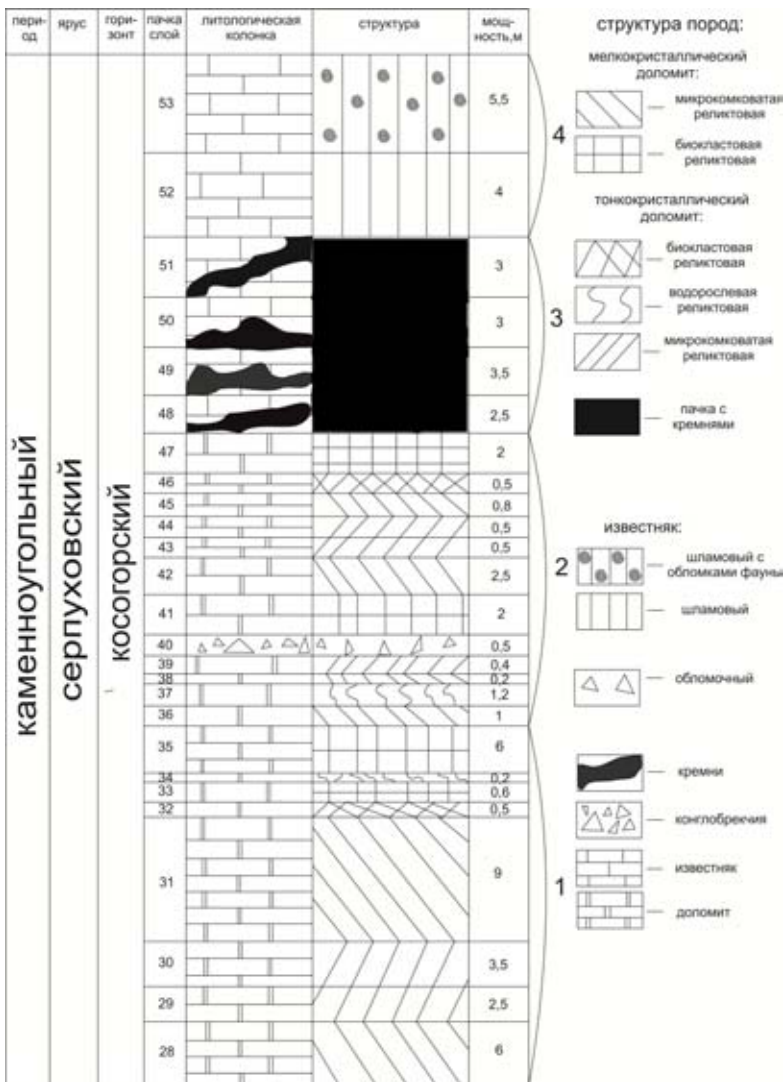 пери-
од
ярус
гори-
зонт
пачка
слой
литологическая
колонка
структура
мощ-
ность,м
каменноугольный
серпуховский
косогорский
53
5,5
52
4
51
3
50
3
49
3,5
48
2,5
47
2
46
0,5
45
0,8
44
0,5
43
0,5
42
2,5
41
2
40
0,5
39
0,4
38
0,2
37
1,2
36
1
35
6
34
0,2
33
0,6
32
0,5
31
9
30
3,5
29
2,5
28
6
4
3
2
1
структура пород:
мелкокристаллический
доломит:
микрокомковатая
реликтовая
биокластовая
реликтовая
тонкокристаллический
доломит:
биокластовая
реликтовая
водорослевая
реликтовая
микрокомковатая
реликтовая
пачка с
кремнями
известняк:
шламовый с
обломками фауны
шламовый
обломочный
кремни
конглобрекчия
известняк
доломит